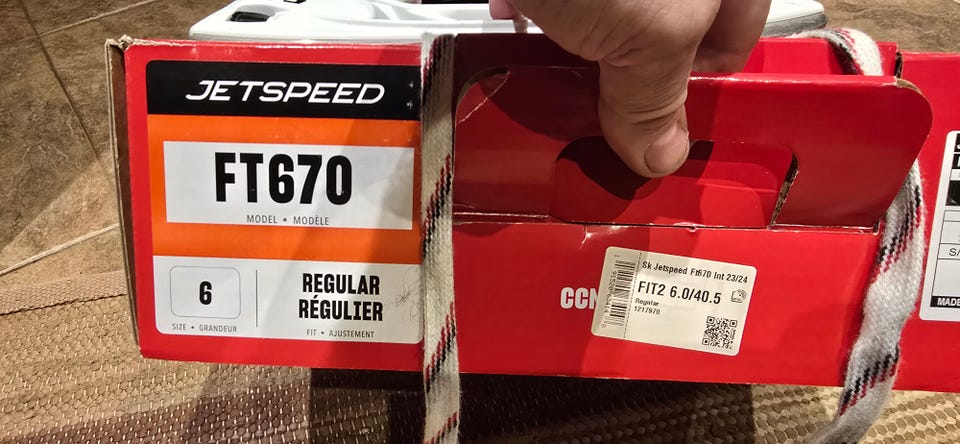 JETSPEED
FT670
MODEL • MODÈLE
6
SIZE • GRANDEUR
REGULAR
RÉGULIER
FIT • AJUSTEMENT
Sk Jetspeed Ft670 Int 23/24
FIT2 6.0/40.5
Regular
1217970
MADE